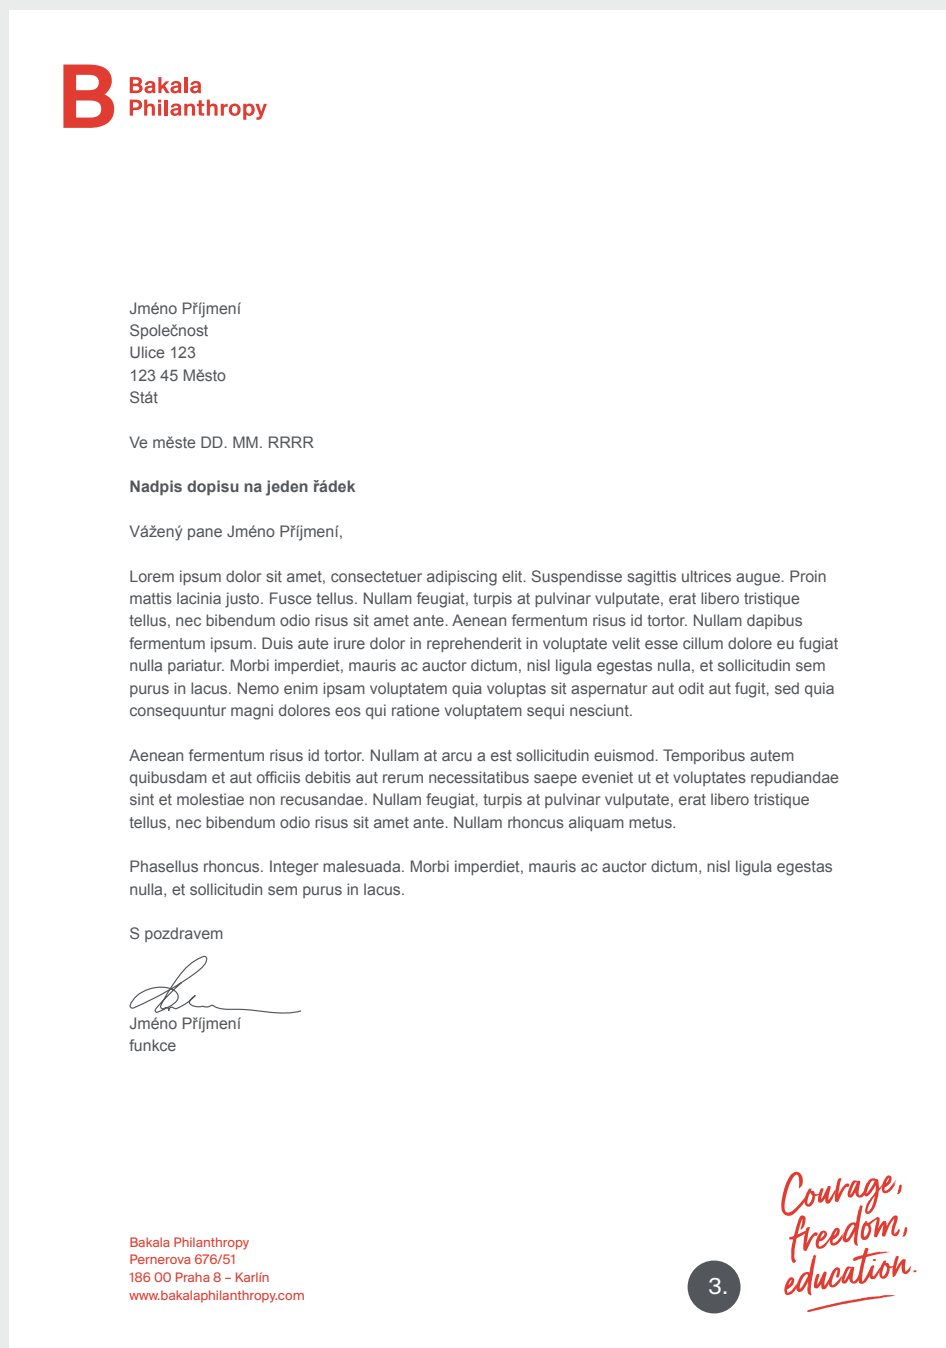 B
Bakala
Philanthropy
Jméno Příjmení
Společnost
Ulice 123
123 45 Město
Stát
Ve měste DD. MM. RRRR
Nadpis dopisu na jeden řádek
Vážený pane Jméno Příjmení,
Lorem ipsum dolor sit amet, consectetuer adipiscing elit. Suspendisse sagittis ultrices augue. Proin
mattis lacinia justo. Fusce tellus. Nullam feugiat, turpis at pulvinar vulputate, erat libero tristique
tellus, nec bibendum odio risus sit amet ante. Aenean fermentum risus id tortor. Nullam dapibus
fermentum ipsum. Duis aute irure dolor in reprehenderit in voluptate velit esse cillum dolore eu fugiat
nulla pariatur. Morbi imperdiet, mauris ac auctor dictum, nisl ligula egestas nulla, et sollicitudin sem
purus in lacus. Nemo enim ipsam voluptatem quia voluptas sit aspernatur aut odit aut fugit, sed quia
consequuntur magni dolores eos qui ratione voluptatem sequi nesciunt.
Aenean fermentum risus id tortor. Nullam at arcu a est sollicitudin euismod. Temporibus autem
quibusdam et aut officiis debitis aut rerum necessitatibus saepe eveniet ut et voluptates repudiandae
sint et molestiae non recusandae. Nullam feugiat, turpis at pulvinar vulputate, erat libero tristique
tellus, nec bibendum odio risus sit amet ante. Nullam rhoncus aliquam metus.
Phasellus rhoncus. Integer malesuada. Morbi imperdiet, mauris ac auctor dictum, nisl ligula egestas
nulla, et sollicitudin sem purus in lacus.
S pozdravem
Jméno Příjmení
funkce
Bakala Philanthropy
Pernerova 676/51
186 00 Praha 8 – Karlín
www.bakalaphilanthropy.com
3.
Courage,
freedom,
education.